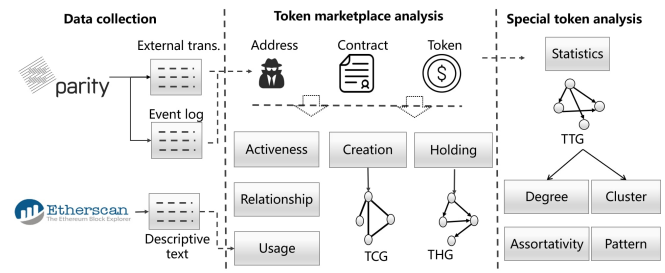 Data collection
External trans.
parity
Event log
Etherscan
The Ethereum Block Explorer
Descriptive
text
Token marketplace analysis
Address
Contract
Token
$
Activeness
Creation
Holding
Relationship
Usage
TCG
THG
Special token analysis
Statistics
TTG
Degree
Cluster
Assortativity
Pattern